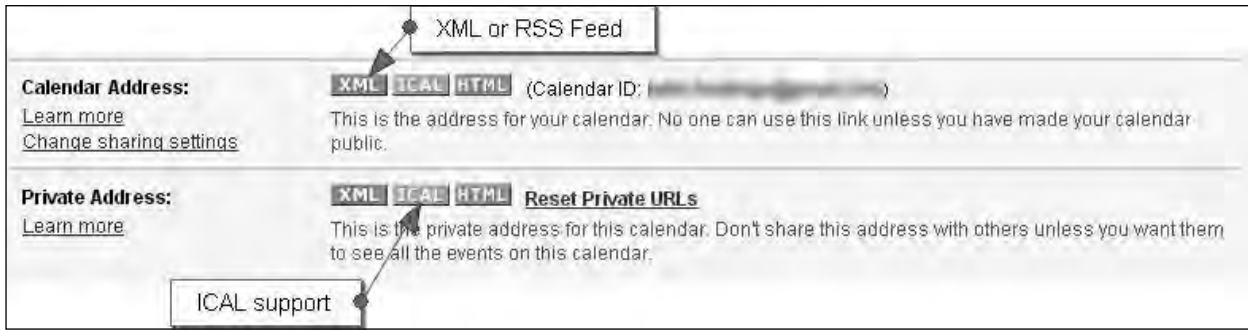 XML or RSS Feed
Calendar Address:
XML ICAL HTML (Calendar ID: )
Learn more
Change sharing settings
This is the address for your calendar. No one can use this link unless you have made your calendar
public.
Private Address:
XML ICAL HTML Reset Private URLs
Learn more
This is the private address for this calendar. Don't share this address with others unless you want them
to see all the events on this calendar.
ICAL support